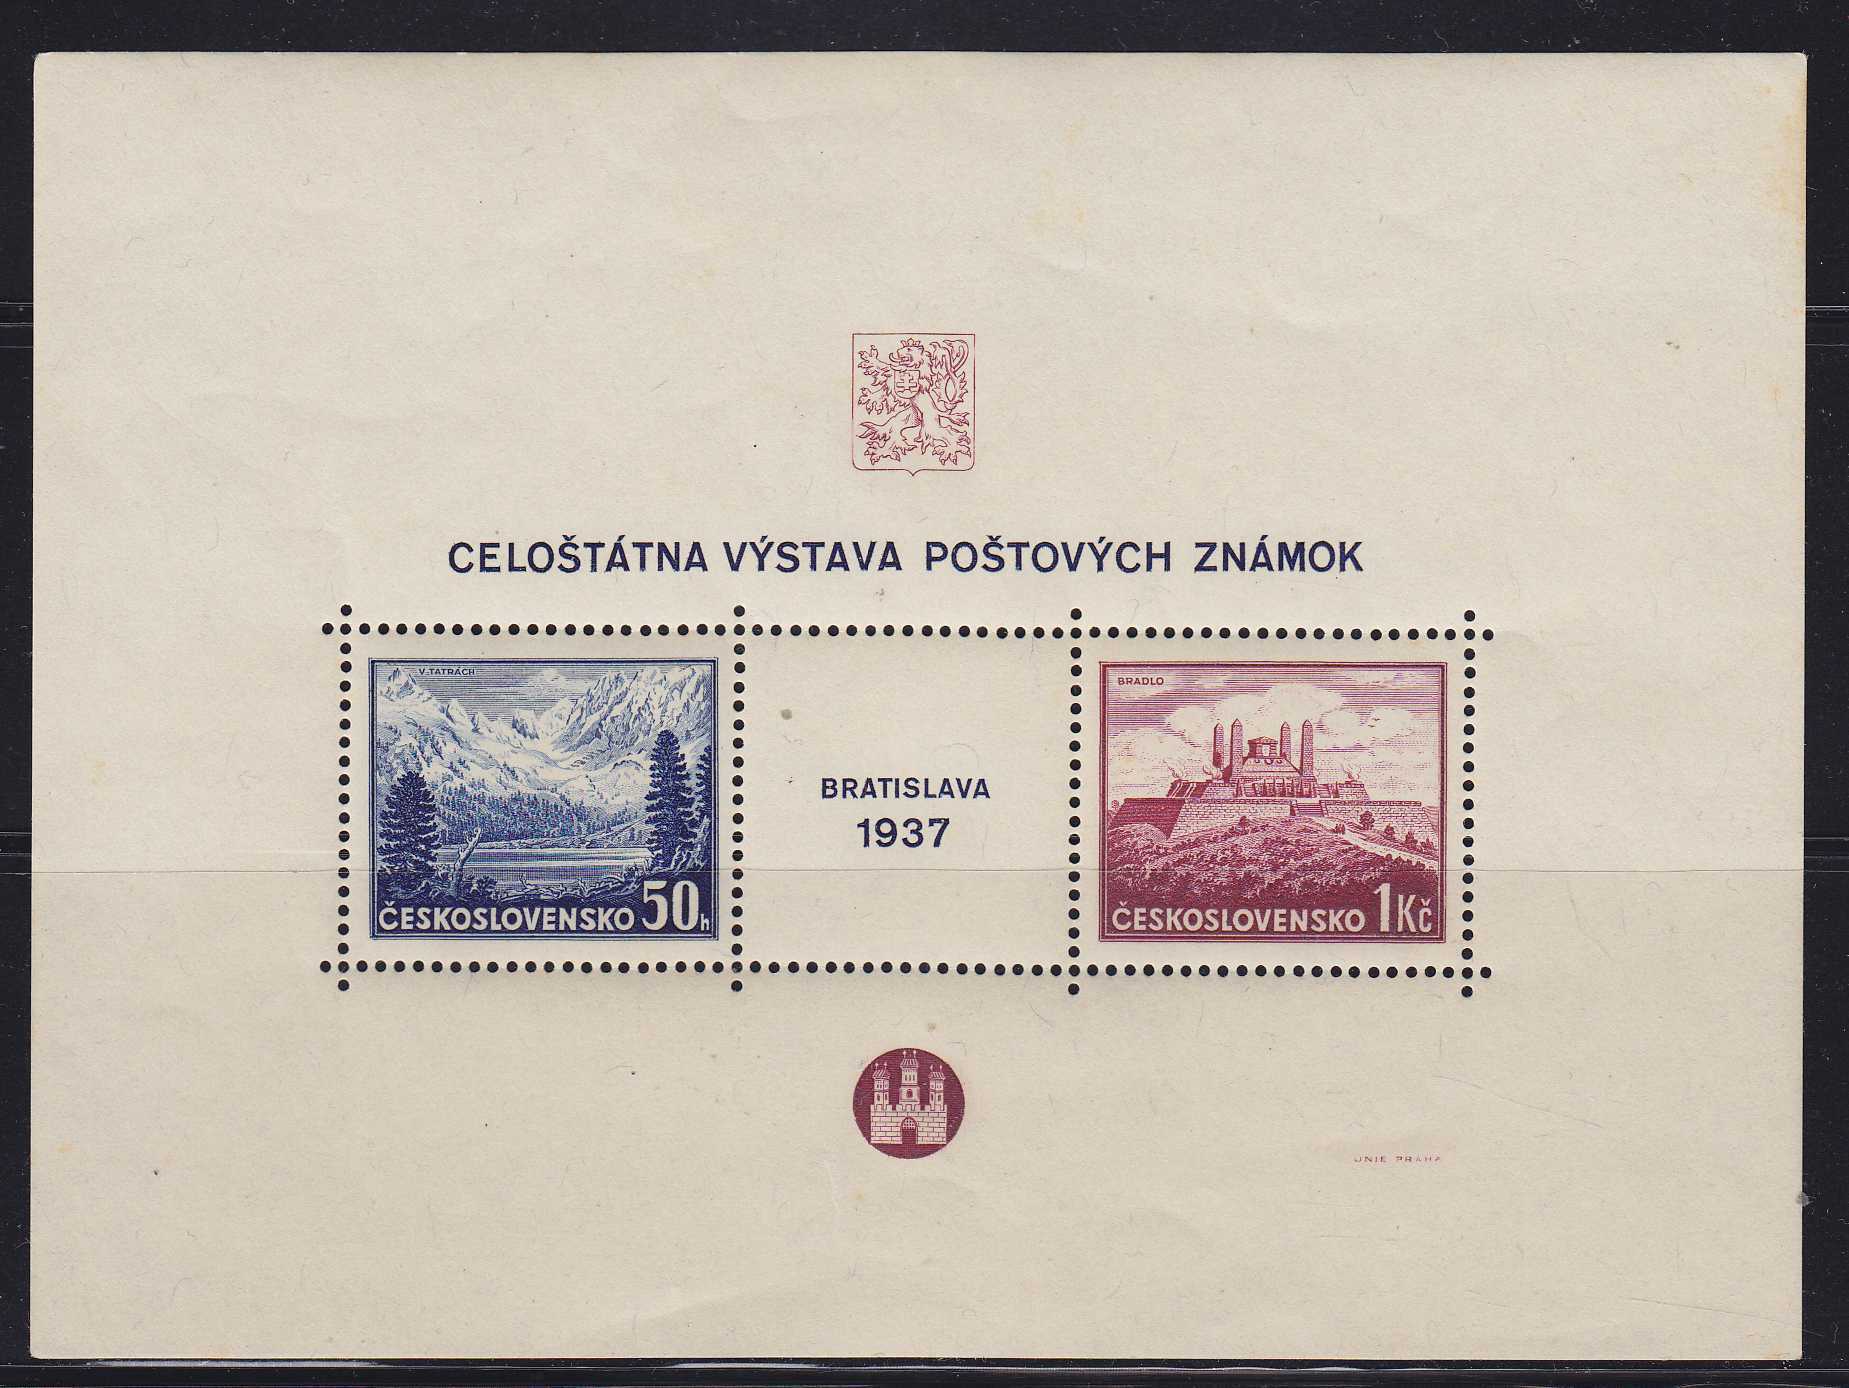 CELOŠTÁTNA VÝSTAVA POŠTOVÝCH ZNÁMOK
V TATRÁCH
ČESKOSLOVENSKO 50h
BRATISLAVA
1937
BRADLO
ČESKOSLOVENSKO 1Kč
UNIE PRAHA